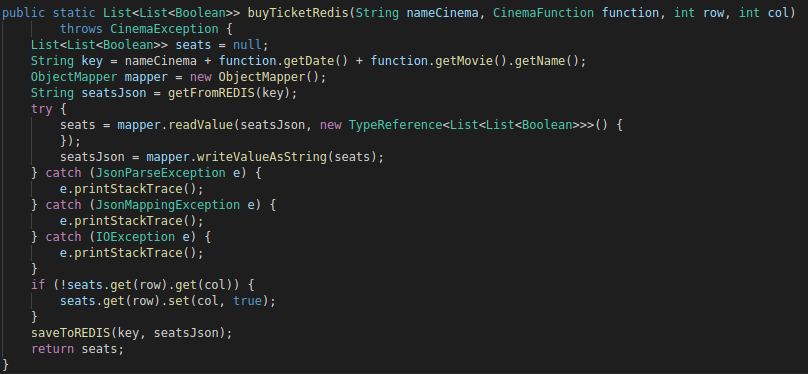 public static List<List<Boolean>> buyTicketRedis(String nameCinema, CinemaFunction function, int row, int col)
        throws CinemaException {
    List<List<Boolean>> seats = null;
    String key = nameCinema + function.getDate() + function.getMovie().getName();
    ObjectMapper mapper = new ObjectMapper();
    String seatsJson = getFromREDIS(key);
    try {
        seats = mapper.readValue(seatsJson, new TypeReference<List<List<Boolean>>>() {
        });
        seatsJson = mapper.writeValueAsString(seats);
    } catch (JsonParseException e) {
        e.printStackTrace();
    } catch (JsonMappingException e) {
        e.printStackTrace();
    } catch (IOException e) {
        e.printStackTrace();
    }
    if (!seats.get(row).get(col)) {
        seats.get(row).set(col, true);
    }
    saveToREDIS(key, seatsJson);
    return seats;
}